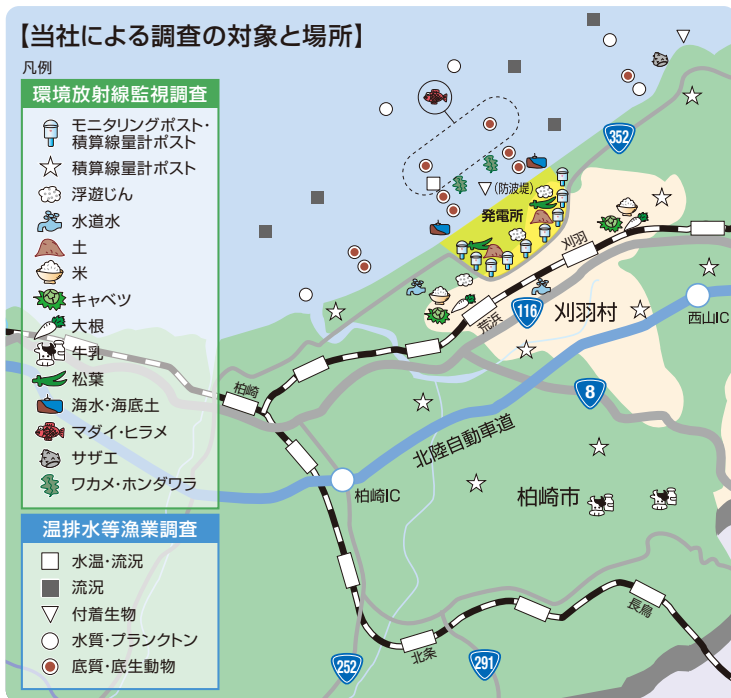 【当社による調査の対象と場所】
凡例
環境放射線監視調査
モニタリングポスト・
積算線量計ポスト
積算線量計ポスト
浮遊じん
水道水
土
米
キャベツ
大根
牛乳
松葉
海水・海底土
マダイ・ヒラメ
サザエ
ワカメ・ホンダワラ
温排水等漁業調査
水温・流況
流況
付着生物
水質・プランクトン
底質・底生動物
352
(防波堤)
発電所
刈羽
荒浜
116
刈羽村
西山IC
柏崎
8
北陸自動車道
柏崎IC
柏崎市
長鳥
北条
252
291